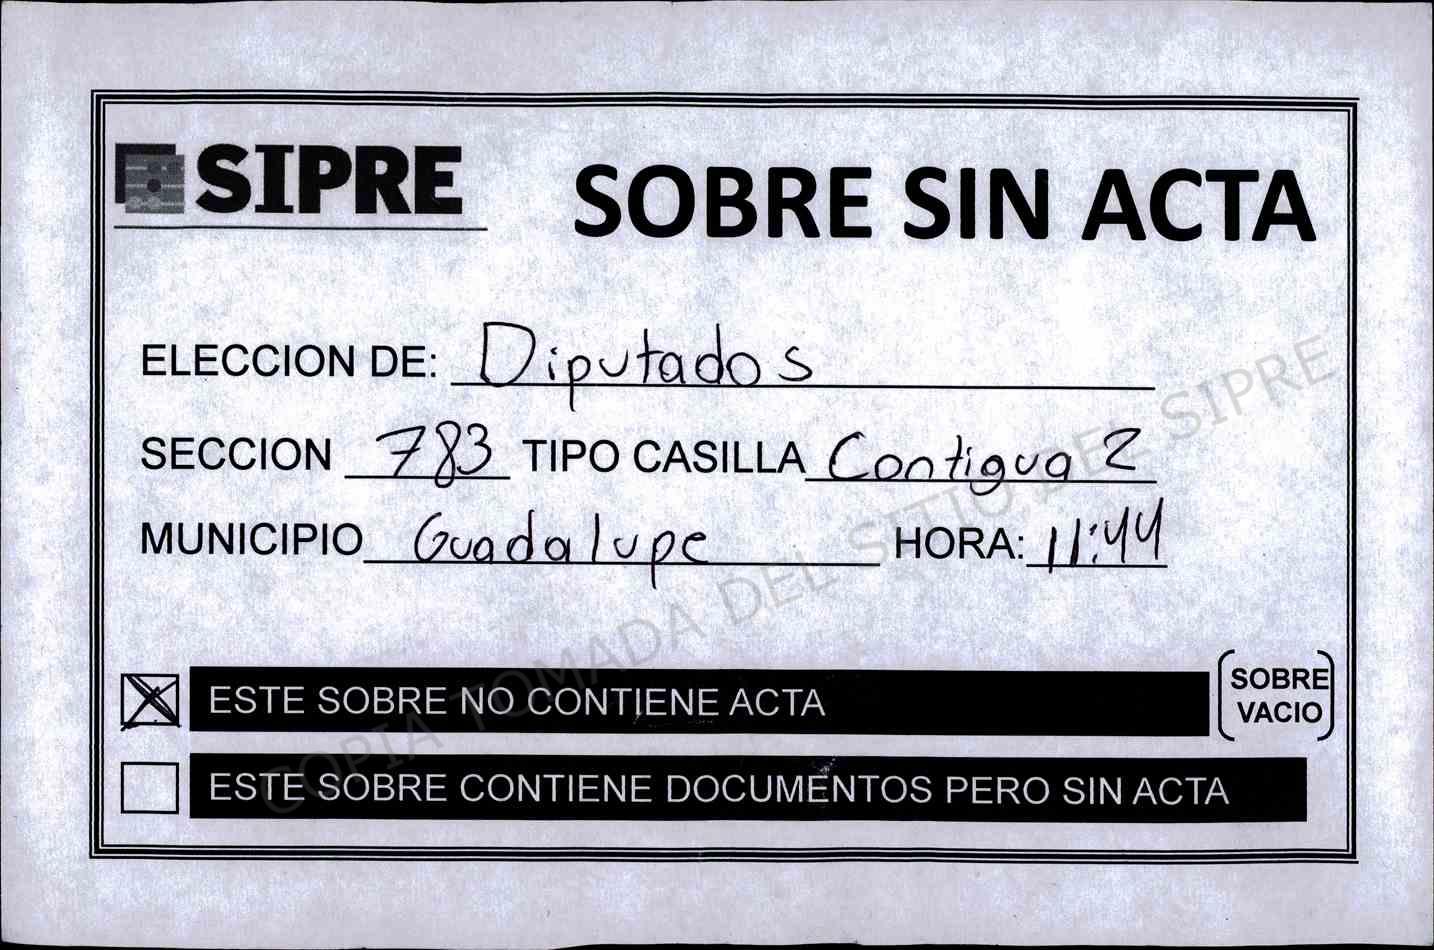 SIPRE
SOBRE SIN ACTA
ELECCION DE: Diputados
SECCION 783 TIPO CASILLA Contigua 2
MUNICIPIO Guadalupe HORA: 11:44
ESTE SOBRE NO CONTIENE ACTA
SOBRE
VACIO
ESTE SOBRE CONTIENE DOCUMENTOS PERO SIN ACTA
COPIA TOMADA DEL SITIO DEL SIPRE